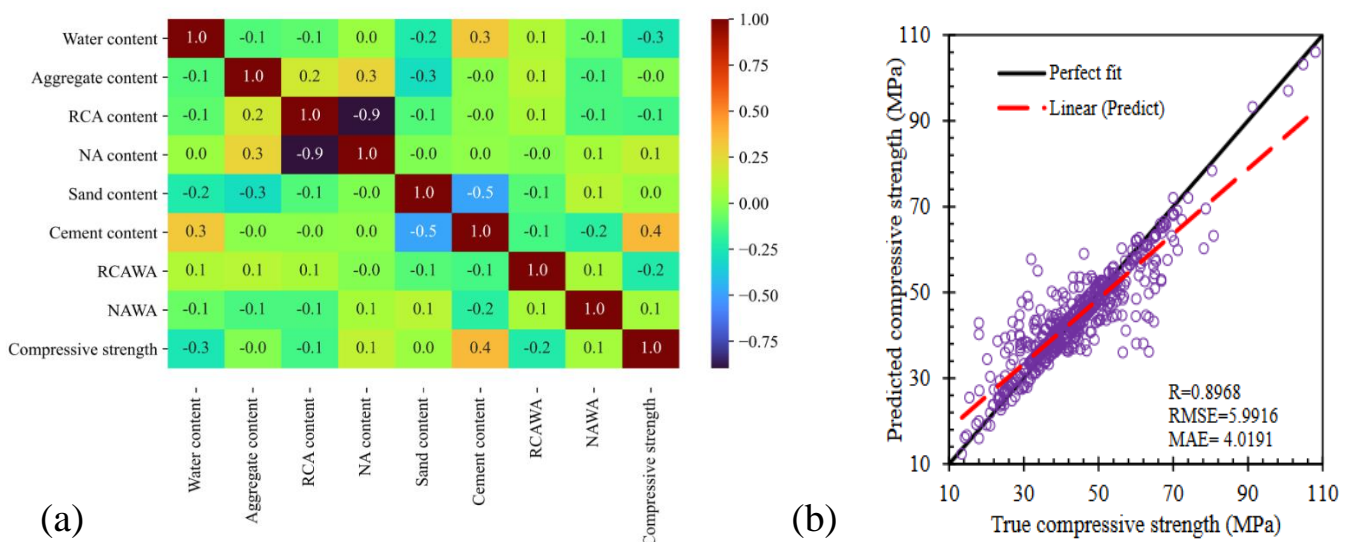 Water content 1.0 -0.1 -0.1 0.0 -0.2 0.3 0.1 -0.1 -0.3
Aggregate content -0.1 1.0 0.2 0.3 -0.3 -0.0 0.1 -0.1 -0.0
RCA content -0.1 0.2 1.0 -0.9 -0.1 -0.0 0.1 -0.1 -0.1
NA content 0.0 0.3 -0.9 1.0 -0.0 0.0 -0.0 0.1 0.1
Sand content -0.2 -0.3 -0.1 -0.0 1.0 -0.5 -0.1 0.1 0.0
Cement content 0.3 -0.0 -0.0 0.0 -0.5 1.0 -0.1 -0.2 0.4
RCAWA 0.1 0.1 0.1 -0.0 -0.1 -0.1 1.0 0.1 -0.2
NAWA -0.1 -0.1 -0.1 0.1 0.1 -0.2 0.1 1.0 0.1
Compressive strength -0.3 -0.0 -0.1 0.1 0.0 0.4 -0.2 0.1 1.0
Water content
Aggregate content
RCA content
NA content
Sand content
Cement content
RCAWA
NAWA
Compressive strength
1.00
0.75
0.50
0.25
0.00
−0.25
−0.50
−0.75
(a)
Predicted compressive strength (MPa)
110
90
70
50
30
10
Perfect fit
Linear (Predict)
R=0.8968
RMSE=5.9916
MAE= 4.0191
10 30 50 70 90 110
True compressive strength (MPa)
(b)